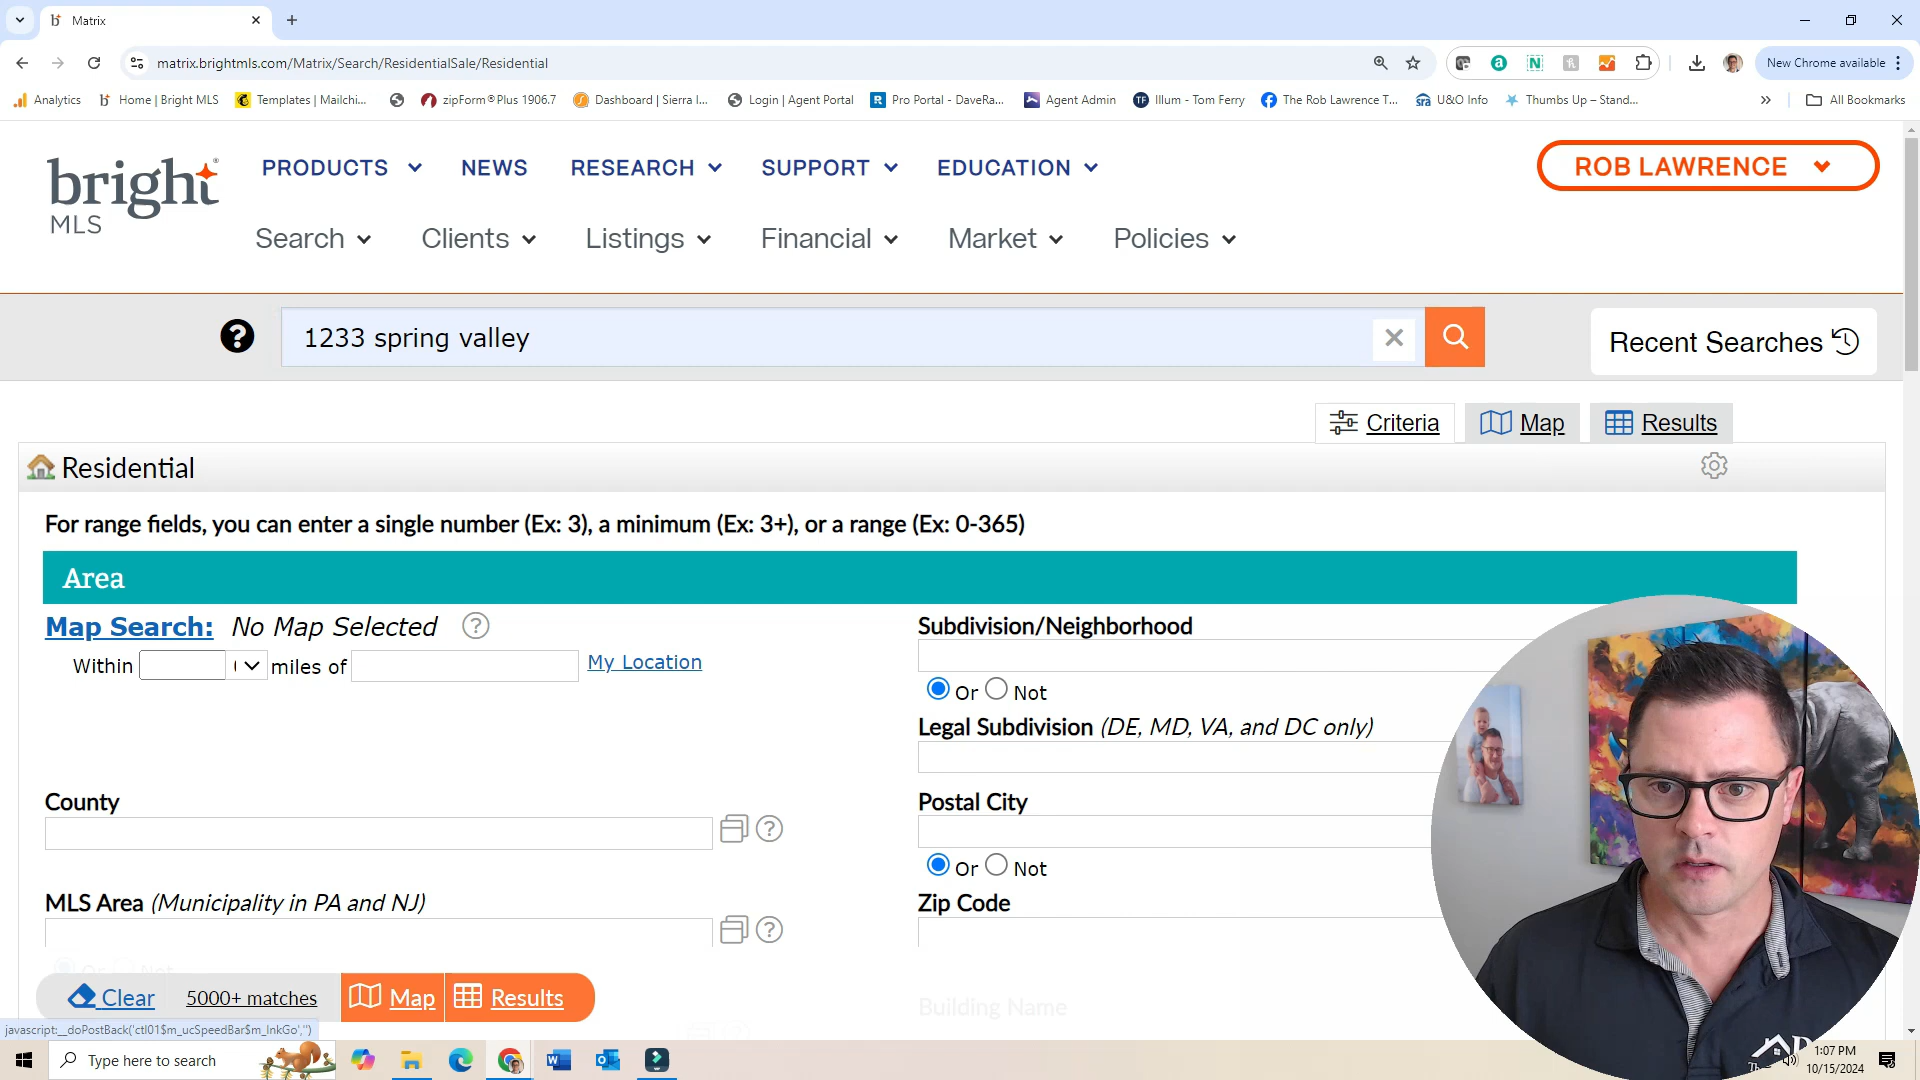 Matrix
matrix.brightmls.com/Matrix/Search/ResidentialSale/Residential
New Chrome available
Analytics
Home | Bright MLS
Templates | Mailchi...
zipForm®Plus 1906.7
Dashboard | Sierra I...
Login | Agent Portal
Pro Portal - DaveRa...
Agent Admin
Illum - Tom Ferry
The Rob Lawrence T...
U&O Info
Thumbs Up – Stand...
All Bookmarks
bright
MLS
PRODUCTS
NEWS
RESEARCH
SUPPORT
EDUCATION
ROB LAWRENCE
Search
Clients
Listings
Financial
Market
Policies
1233 spring valley
Recent Searches
Criteria
Map
Results
Residential
For range fields, you can enter a single number (Ex: 3), a minimum (Ex: 3+), or a range (Ex: 0-365)
Area
Map Search: No Map Selected
Within
miles of
My Location
Subdivision/Neighborhood
Or Not
Legal Subdivision (DE, MD, VA, and DC only)
County
Postal City
Or Not
MLS Area (Municipality in PA and NJ)
Zip Code
Or Not
Clear
5000+ matches
Map
Results
Building Name
javascript:__doPostBack('ctl01$m_ucSpeedBar$m_lnkGo','')
Type here to search
1:07 PM
10/15/2024